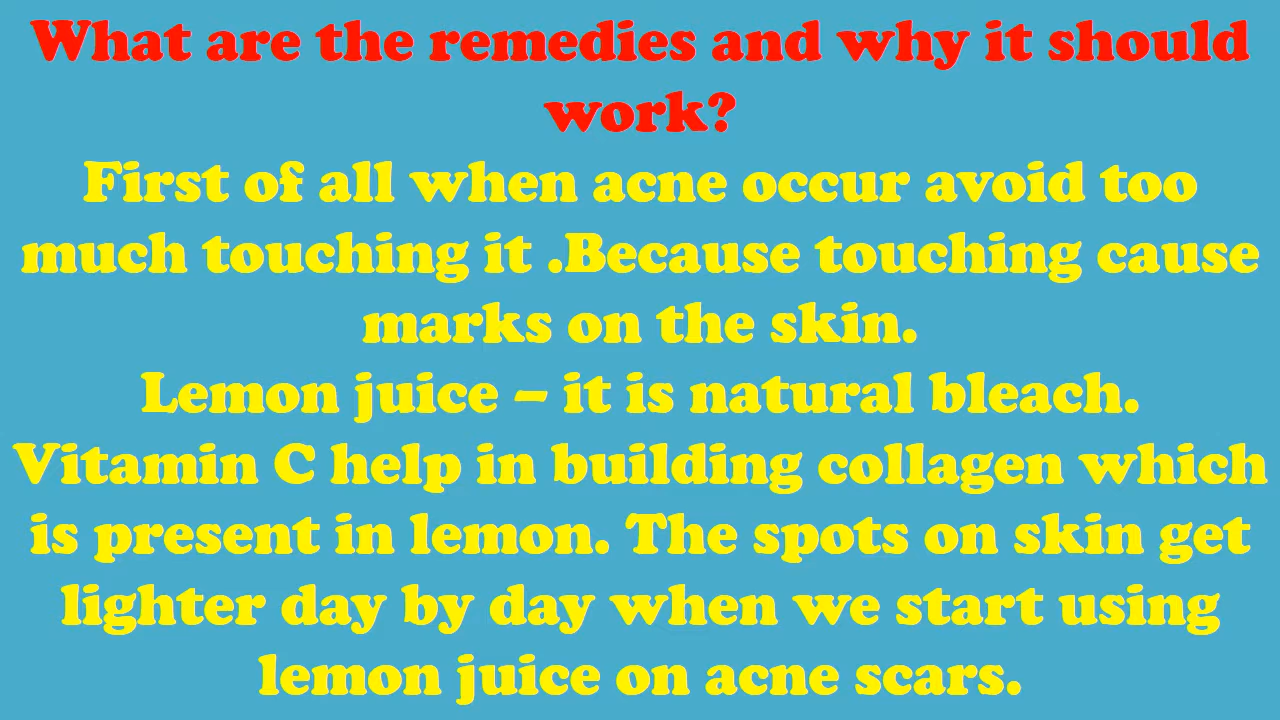 What are the remedies and why it should
work?
First of all when acne occur avoid too
much touching it .Because touching cause
marks on the skin.
Lemon juice – it is natural bleach.
Vitamin C help in building collagen which
is present in lemon. The spots on skin get
lighter day by day when we start using
lemon juice on acne scars.